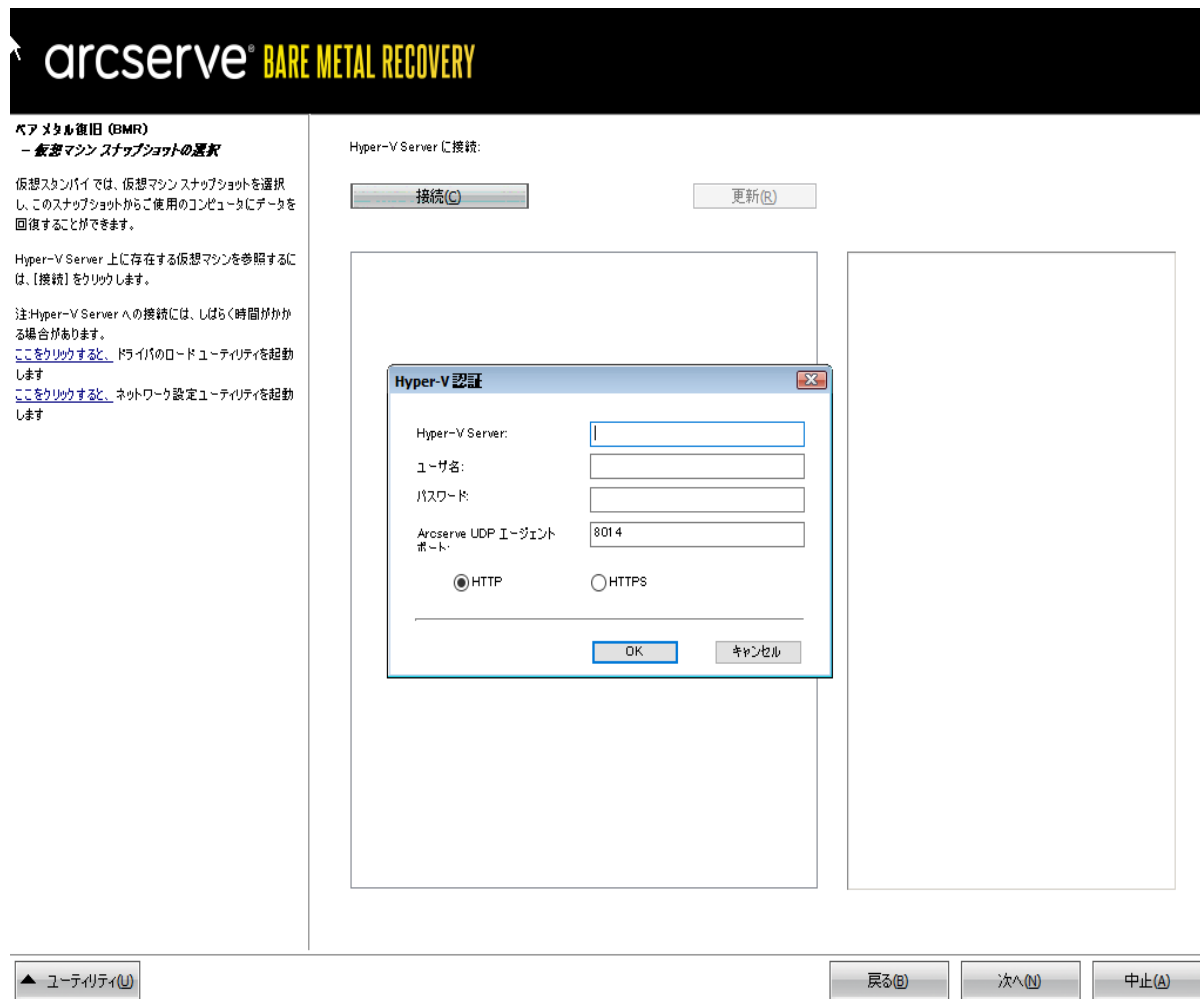 arcserve® BARE METAL RECOVERY
ベア メタル復旧 (BMR)
- 仮想マシン スナップショットの選択
仮想スタンバイ では、仮想マシン スナップショットを選択
し、このスナップショットからご使用のコンピュータにデータを
回復することができます。
Hyper-V Server 上に存在する仮想マシンを参照するに
は、[接続] をクリックします。
注:Hyper-V Server への接続には、しばらく時間がかか
る場合があります。
ここをクリックすると、 ドライバのロード ユーティリティを起動
します
ここをクリックすると、 ネットワーク設定ユーティリティを起動
します
Hyper-V Server に接続:
接続(C)
更新(R)
Hyper-V 認証
Hyper-V Server:
ユーザ名:
パスワード:
Arcserve UDP エージェント
ポート:
8014
HTTP
HTTPS
OK
キャンセル
ユーティリティ(U)
戻る(B)
次へ(N)
中止(A)